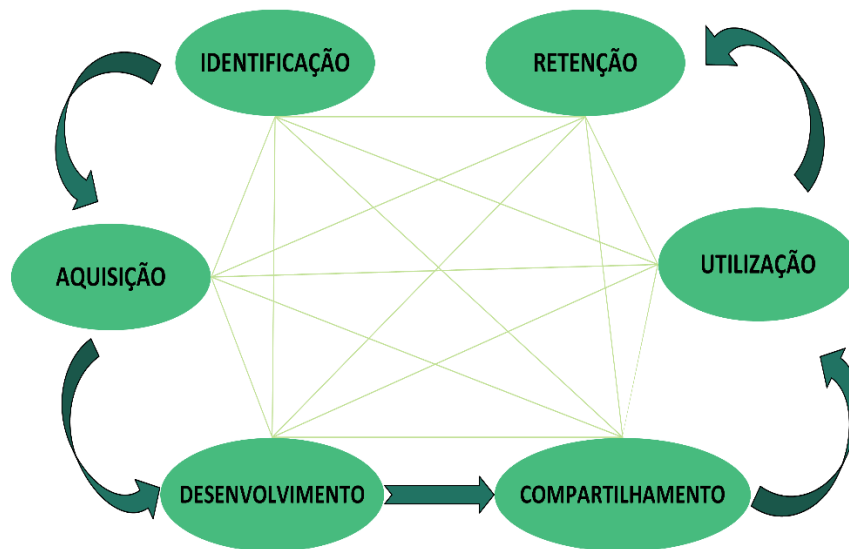 IDENTIFICAÇÃO
RETENÇÃO
AQUISIÇÃO
UTILIZAÇÃO
DESENVOLVIMENTO
COMPARTILHAMENTO